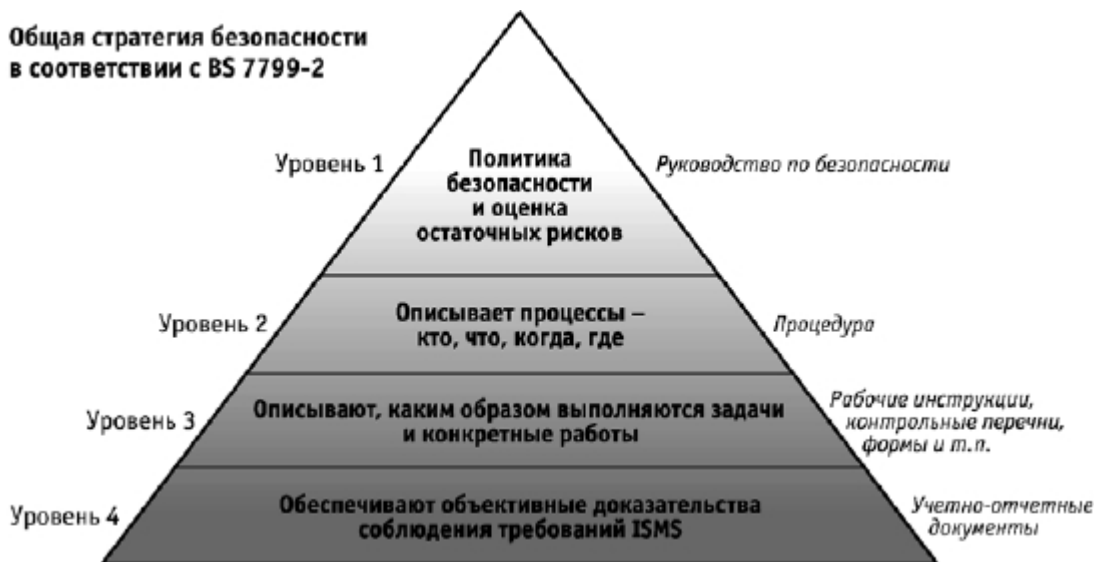 Общая стратегия безопасности
в соответствии с BS 7799-2
Уровень 1
Политика
безопасности
и оценка
остаточных рисков
Руководство по безопасности
Уровень 2
Описывает процессы –
кто, что, когда, где
Процедура
Уровень 3
Описывают, каким образом выполняются задачи
и конкретные работы
Рабочие инструкции,
контрольные перечни,
формы и т.п.
Уровень 4
Обеспечивают объективные доказательства
соблюдения требований ISMS
Учетно-отчетные
документы